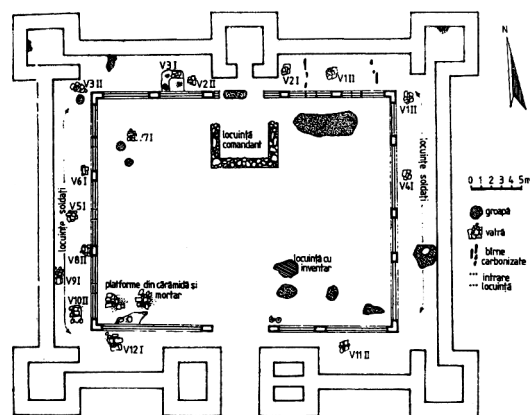 N
V3 I
V2 II
V2 I
V1 II
V3 II
V1 II
locuință
comandant
7 I
V6 I
V4 I
V5 I
locuințe soldați
locuințe soldați
V8 II
V9 I
V10 II
locuință cu
inventar
platforme din cărămidă și
mortar
V12 I
V11 II
0 1 2 3 4 5m
groapă
vatră
bîrne
carbonizate
intrare
locuință